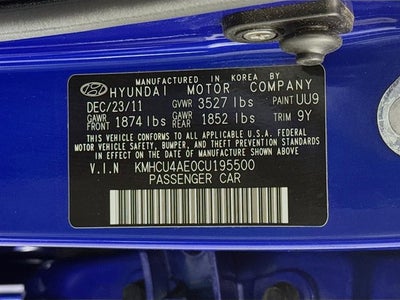 MANUFACTURED IN KOREA BY
HYUNDAI MOTOR COMPANY
DEC/23/11 GVWR 3527 lbs PAINT UU9
GAWR FRONT 1874 lbs GAWR REAR 1852 lbs TRIM 9Y
THIS VEHICLE CONFORMS TO ALL APPLICABLE U.S.A. FEDERAL
MOTOR VEHICLE SAFETY, BUMPER, AND THEFT PREVENTION
STANDARDS IN EFFECT ON THE DATE OF MANUFACTURE SHOWN ABOVE.
V.I.N KMHCU4AE0CU195500
PASSENGER CAR